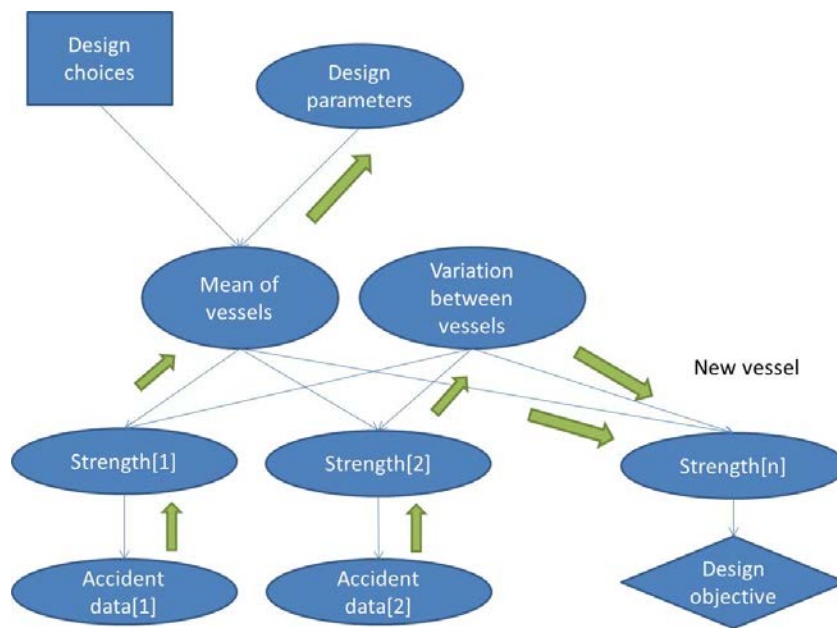 Design
choices
Design
parameters
Mean of
vessels
Variation
between
vessels
New vessel
Strength[1]
Strength[2]
Strength[n]
Accident
data[1]
Accident
data[2]
Design
objective